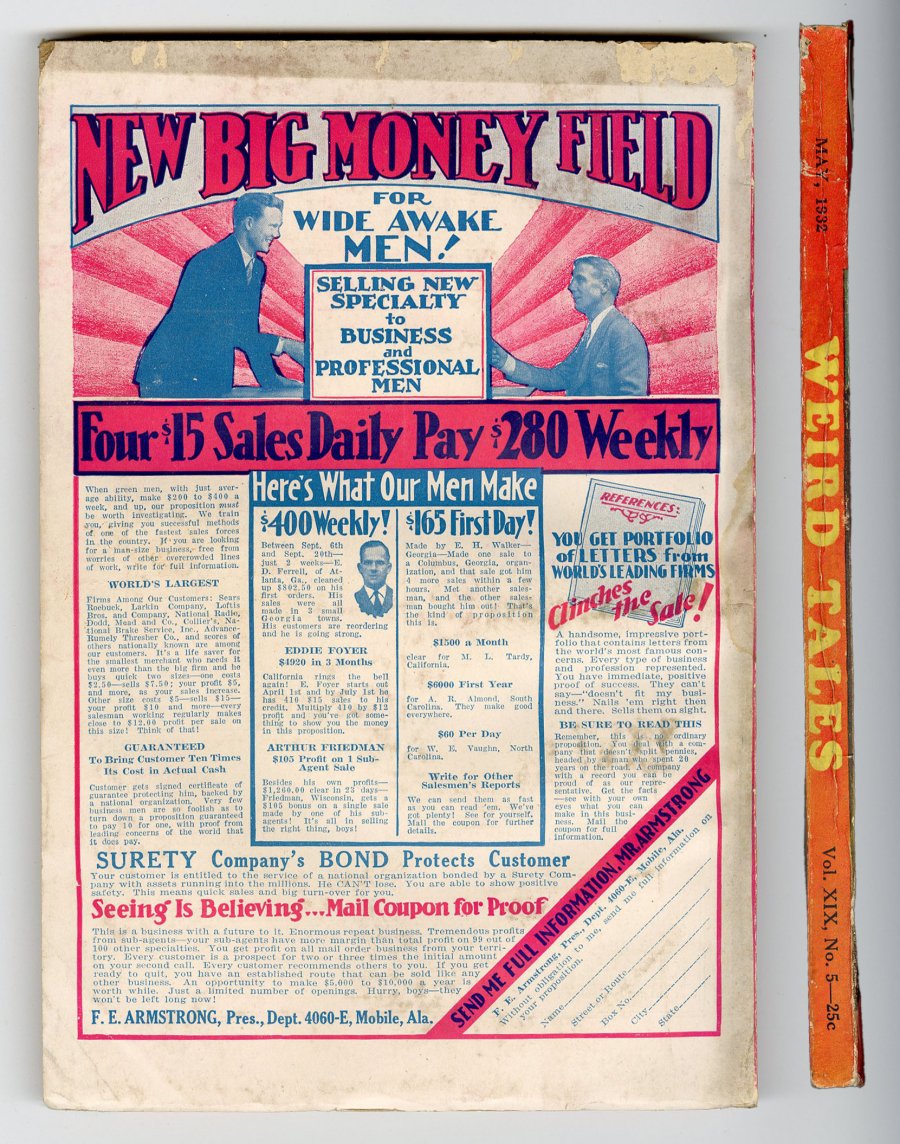 NEW BIG MONEY FIELD
FOR
WIDE AWAKE
MEN!
SELLING NEW
SPECIALTY
to
BUSINESS
and
PROFESSIONAL
MEN
Four $15 Sales Daily Pay $280 Weekly
When green men, with just aver-
age ability, make $200 to $400 a
week, and up, our proposition must
be worth investigating. We train
you, giving you successful methods
of one of the fastest sales forces
in the country. If you are looking
for a man-size business, free from
worries of other overcrowded lines
of work, write for full information.
WORLD'S LARGEST
Firms Among Our Customers: Sears
Roebuck, Larkin Company, Loftis
Bros. and Company, National Radio,
Dodd, Mead and Co., Collier's, Na-
tional Brake Service, Inc., Advance-
Rumely Thresher Co., and scores of
others nationally known are among
our customers. It's a life saver for
the smallest merchant who needs it
even more than the big firm and he
buys quick two sizes—one costs
$2.50—sells $7.50; your profit $5,
and more, as your sales increase.
Other size costs $5—sells $15—
your profit $10 and more—every
salesman working regularly makes
close to $12.00 profit per sale on
this size! Think of that!
GUARANTEED
To Bring Customer Ten Times
Its Cost in Actual Cash
Customer gets signed certificate of
guarantee protecting him, backed by
a national organization. Very few
business men are so foolish as to
turn down a proposition guaranteed
to pay 10 for one, with proof from
leading concerns of the world that
it does pay.
Here's What Our Men Make
$400 Weekly!
Between Sept. 6th
and Sept. 20th—
Just 2 weeks—E.
D. Ferrell, of At-
lanta, Ga., cleaned
up $802.50 on his
first orders. His
sales were all
made in 3 small
Georgia towns.
His customers are reordering
and he is going strong.
EDDIE FOYER
$4920 in 3 Months
California rings the bell
again! E. Foyer starts out
April 1st and by July 1st he
has 410 $15 sales to his
credit. Multiply 410 by $12
profit and you've got some-
thing to show you the money
in this proposition.
ARTHUR FRIEDMAN
$105 Profit on 1 Sub-
Agent Sale
Besides his own profits—
$1,260.00 clear in 23 days—
Friedman, Wisconsin, gets a
$105 bonus on a single sale
made by one of his sub-
agents! It's all in selling
the right thing, boys!
$165 First Day!
Made by E. H. Walker—
Georgia—Made one sale to
a Columbus, Georgia, organ-
ization, and that sale got him
4 more sales within a few
hours. Met another sales-
man, and the other sales-
man bought him out! That's
the kind of proposition
this is.
$1500 a Month
clear for M. L. Tardy,
California.
$6000 First Year
for A. R. Almond, South
Carolina. They make good
everywhere.
$60 Per Day
for W. E. Vaughn, North
Carolina.
Write for Other
Salesmen's Reports
We can send them as fast
as you can read 'em. We've
got plenty! See for yourself.
Mail the coupon for further
details.
REFERENCES:
YOU GET PORTFOLIO
of LETTERS from
WORLD'S LEADING FIRMS
Clinches
the
Sale!
A handsome, impressive port-
folio that contains letters from
the world's most famous con-
cerns. Every type of business
and profession represented.
You have immediate, positive
proof of success. They can't
say—"doesn't fit my busi-
ness." Nails 'em right then
and there. Sells them on sight.
BE SURE TO READ THIS
Remember, this is no ordinary
proposition. You deal with a com-
pany that doesn't split pennies,
headed by a man who spent 20
years on the road. A company
with a record you can be
proud of as our repre-
sentative. Get the facts
—see with your own
eyes what you can
make in this busi-
ness. Mail the
coupon for full
information.
SURETY Company's BOND Protects Customer
Your customer is entitled to the service of a national organization bonded by a Surety Com-
pany with assets running into the millions. He CAN'T lose. You are able to show positive
safety. This means quick sales and big turn-over for you.
Seeing Is Believing...Mail Coupon for Proof
This is a business with a future to it. Enormous repeat business. Tremendous profits
from sub-agents—your sub-agents have more margin than total profit on 99 out of
100 other specialties. You get profit on all mail order business from your terri-
tory. Every customer is a prospect for two or three times the initial amount
on your second call. Every customer recommends others to you. If you get
ready to quit, you have an established route that can be sold like any
other business. An opportunity to make $5,000 to $10,000 a year is
worth while. Just a limited number of openings. Hurry, boys—they
won't be left long now!
F. E. ARMSTRONG, Pres., Dept. 4060-E, Mobile, Ala.
SEND ME FULL INFORMATION, MR. ARMSTRONG
F. E. Armstrong, Pres., Dept. 4060-E, Mobile, Ala.
Without obligation to me, send me full information on
your proposition.
Name
Street or Route
Box No.
City
State
MAY, 1932
WEIRD TALES
Vol. XIX, No. 5—25c